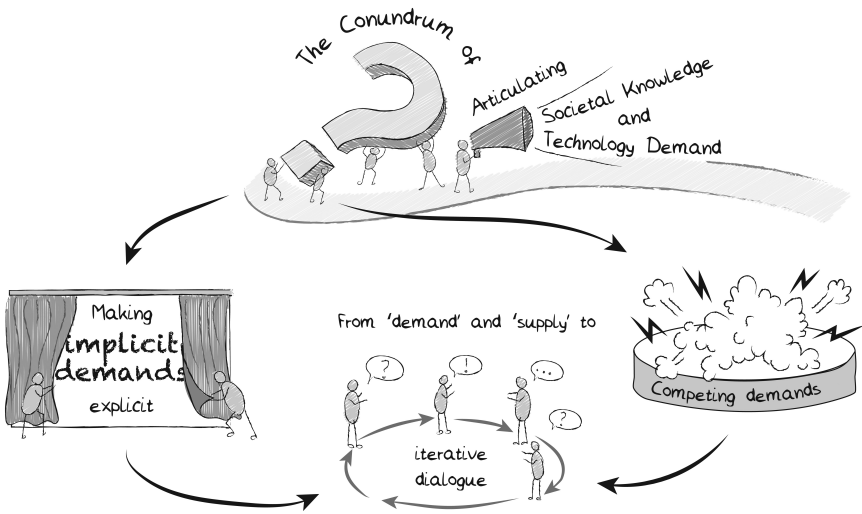 The Conundrum of
Articulating
Societal Knowledge
and
Technology Demand
Making
implicit
demands
explicit
From 'demand' and 'supply' to
?
!
...
?
iterative
dialogue
Competing demands